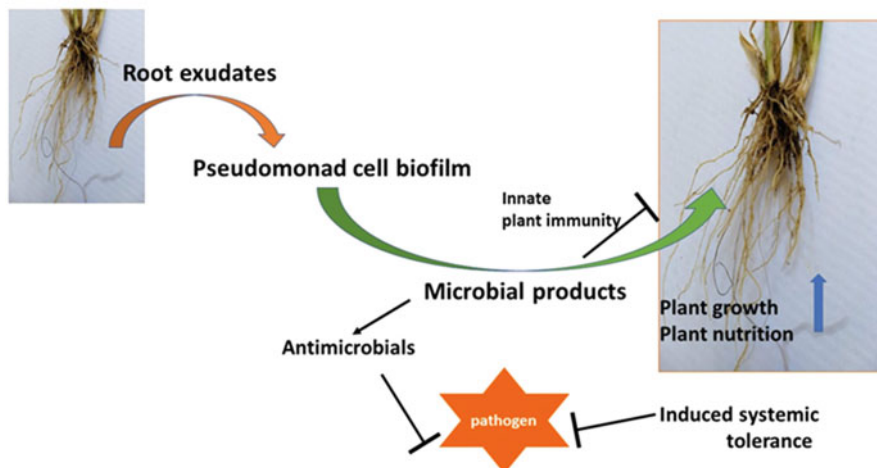 Root exudates
Pseudomonad cell biofilm
Innate
plant immunity
Microbial products
Plant growth
Plant nutrition
Antimicrobials
pathogen
Induced systemic
tolerance